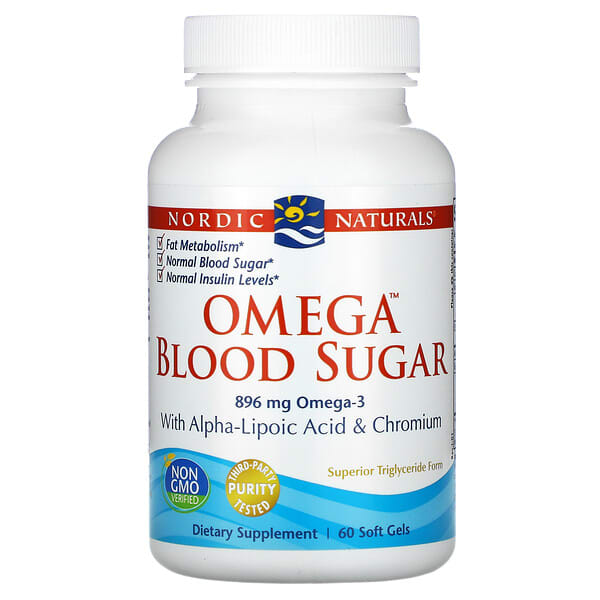 NORDIC NATURALS®
Fat Metabolism*
Normal Blood Sugar*
Normal Insulin Levels*
OMEGA™
BLOOD SUGAR
896 mg Omega-3
With Alpha-Lipoic Acid & Chromium
Superior Triglyceride Form
NON
GMO
VERIFIED
THIRD-PARTY
PURITY
TESTED
Dietary Supplement | 60 Soft Gels